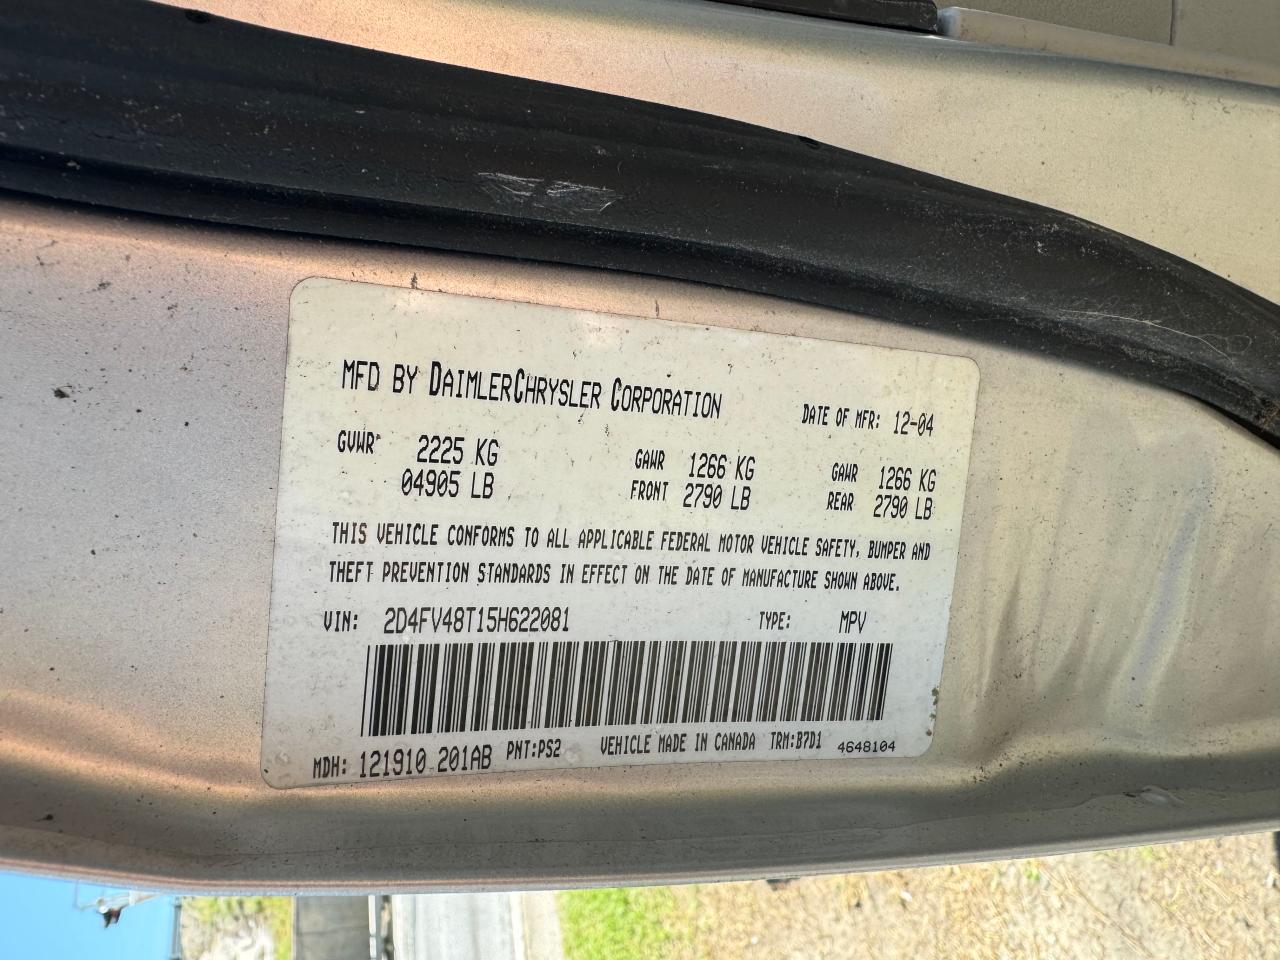 MFD BY DAIMLERCHRYSLER CORPORATION
DATE OF MFR: 12-04
GVWR 2225 KG
04905 LB
GAWR 1266 KG
FRONT 2790 LB
GAWR 1266 KG
REAR 2790 LB
THIS VEHICLE CONFORMS TO ALL APPLICABLE FEDERAL MOTOR VEHICLE SAFETY, BUMPER AND
THEFT PREVENTION STANDARDS IN EFFECT ON THE DATE OF MANUFACTURE SHOWN ABOVE.
VIN: 2D4FV48T15H622081 TYPE: MPV
MDH: 121910 201AB PNT:PS2 VEHICLE MADE IN CANADA TRM:B7D1 4648104